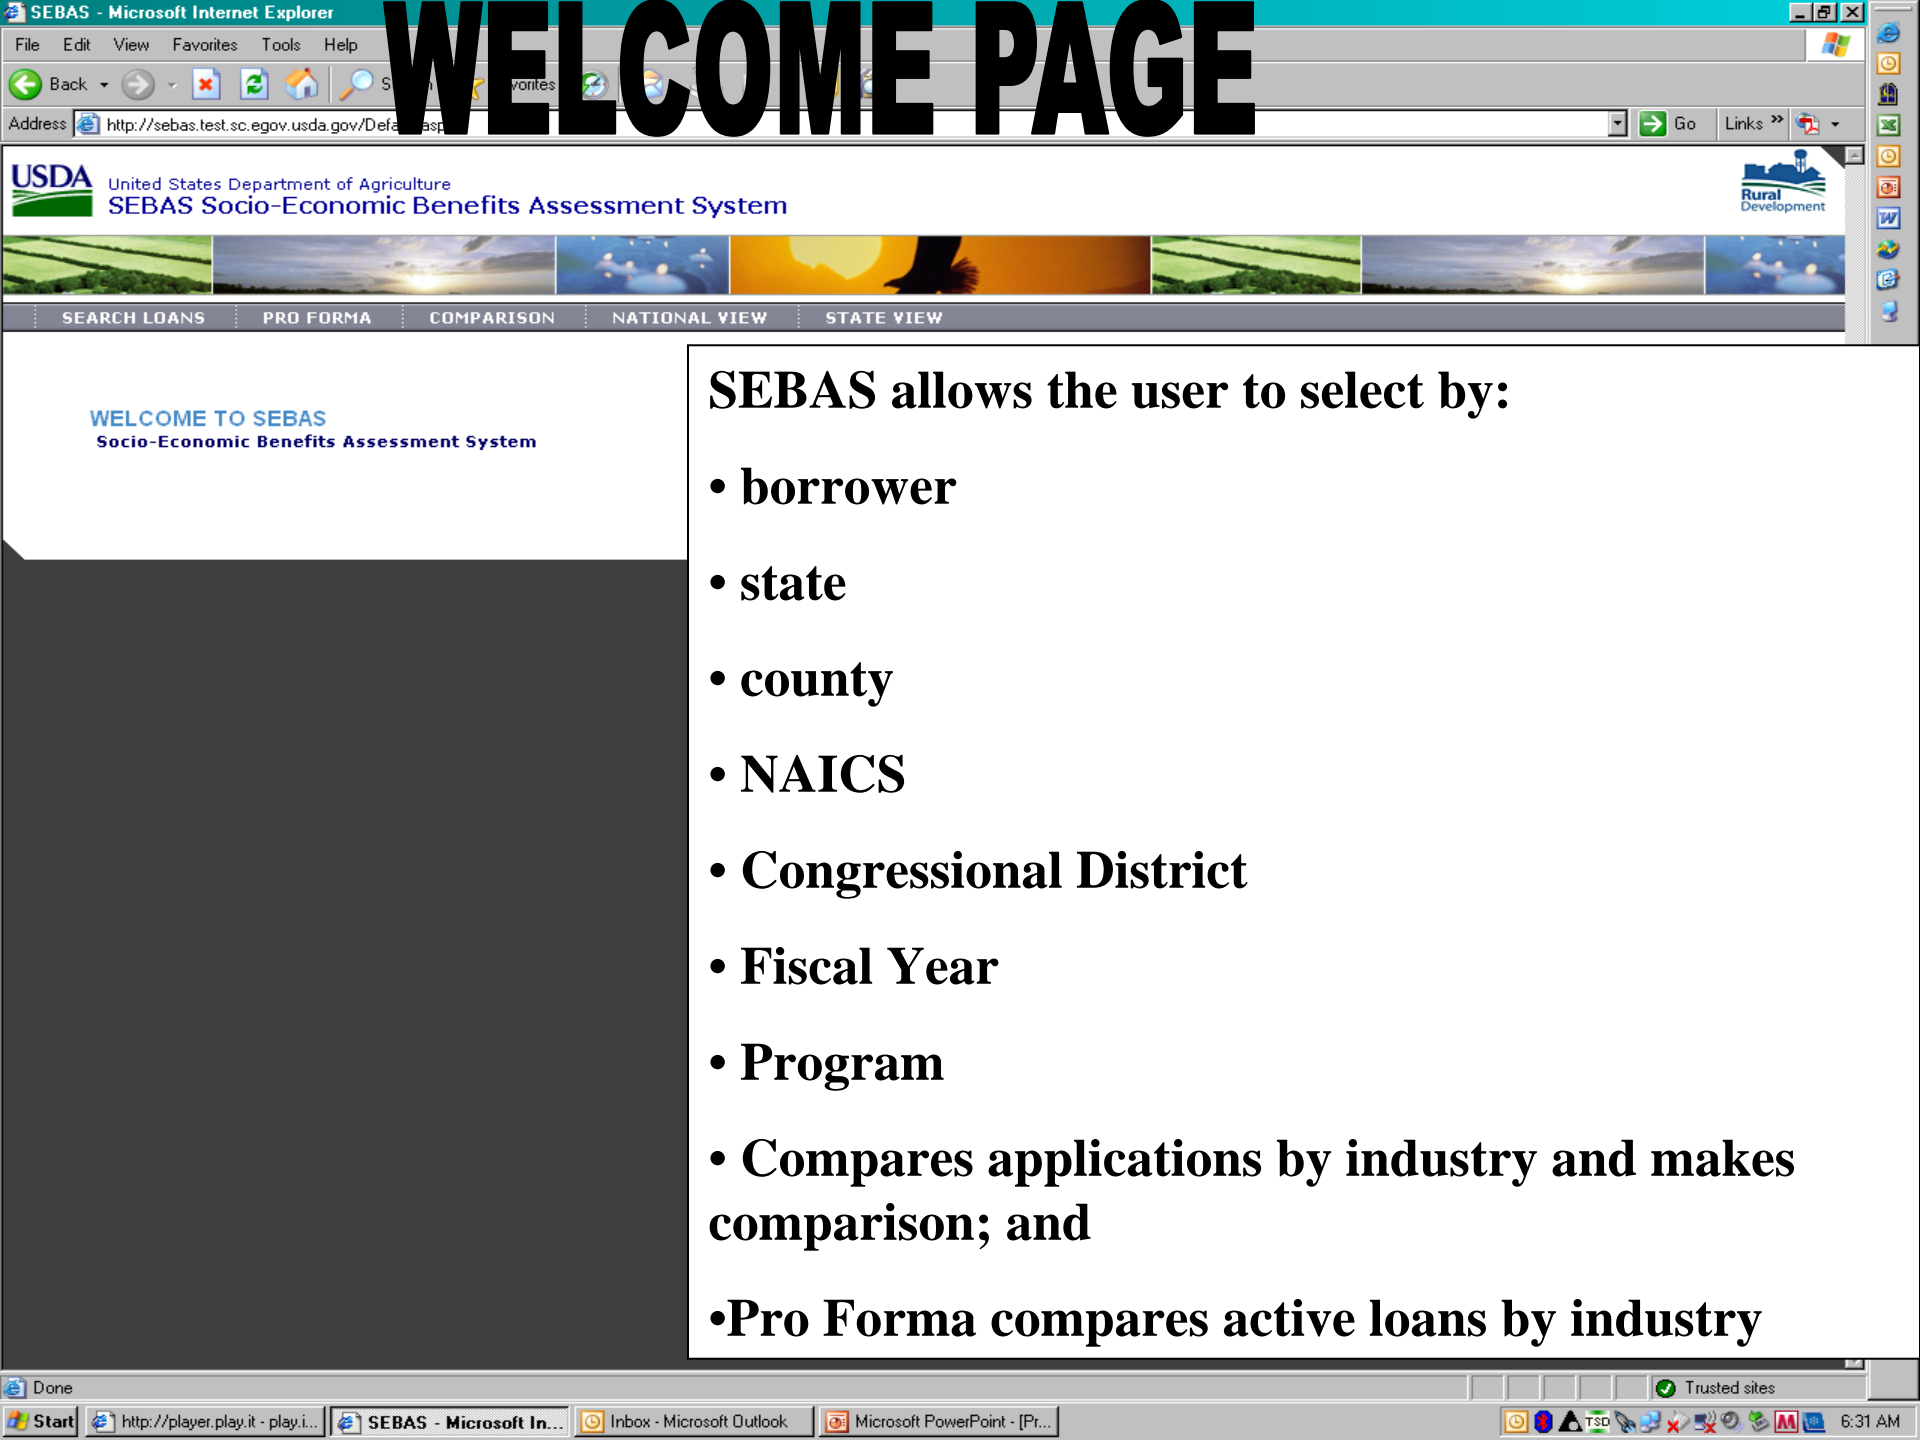 SEBAS - Microsoft Internet Explorer
WELCOME PAGE
File Edit View Favorites Tools Help
Back
Address http://sebas.test.sc.egov.usda.gov/
Go Links »
USDA
United States Department of Agriculture
SEBAS Socio-Economic Benefits Assessment System
Rural
Development
SEARCH LOANS PRO FORMA COMPARISON NATIONAL VIEW STATE VIEW
WELCOME TO SEBAS
Socio-Economic Benefits Assessment System
SEBAS allows the user to select by:
• borrower
• state
• county
• NAICS
• Congressional District
• Fiscal Year
• Program
• Compares applications by industry and makes
comparison; and
•Pro Forma compares active loans by industry
Done
Trusted sites
Start http://player.play.it - play.i... SEBAS - Microsoft In... Inbox - Microsoft Outlook Microsoft PowerPoint - [Pr...
TSD
6:31 AM